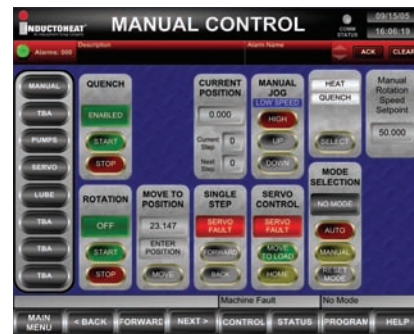 INDUCTOHEAT
MANUAL CONTROL
COMM
STATUS
09/15/05
16:06:19
Alarms: 000
Description
Alarm Name
ACK
CLEAR
MANUAL
TBA
PUMPS
SERVO
LUBE
TBA
TBA
TBA
QUENCH
ENABLED
START
STOP
CURRENT
POSITION
0.000
Current
Step
0
Next
Step
0
MANUAL
JOG
LOW SPEED
HIGH
UP
DOWN
HEAT
QUENCH
SELECT
Manual
Rotation
Speed
Setpoint
50.000
ROTATION
OFF
START
STOP
MOVE TO
POSITION
23.147
ENTER
POSITION
MOVE
SINGLE
STEP
SERVO
FAULT
FORWARD
BACK
SERVO
CONTROL
SERVO
FAULT
MOVE
TO LOAD
HOME
MODE
SELECTION
NO MODE
AUTO
MANUAL
RESET
MODE
Machine Fault
No Mode
MAIN
MENU
< BACK
FORWARD
NEXT >
CONTROL
STATUS
PROGRAM
HELP